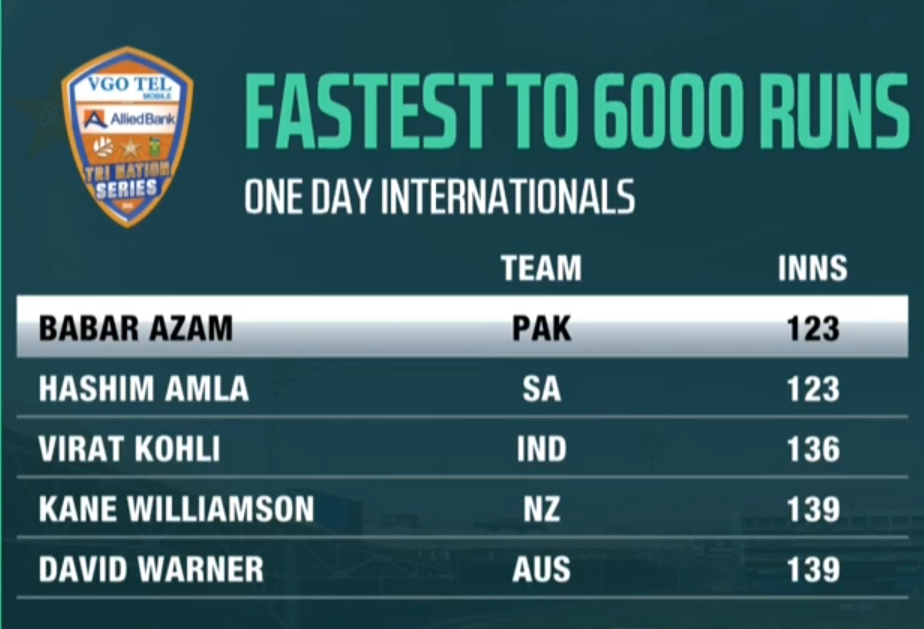 VGO TEL
MOBILE
AlliedBank
TRI NATION
SERIES
FASTEST TO 6000 RUNS
ONE DAY INTERNATIONALS
TEAM INNS
BABAR AZAM PAK 123
HASHIM AMLA SA 123
VIRAT KOHLI IND 136
KANE WILLIAMSON NZ 139
DAVID WARNER AUS 139